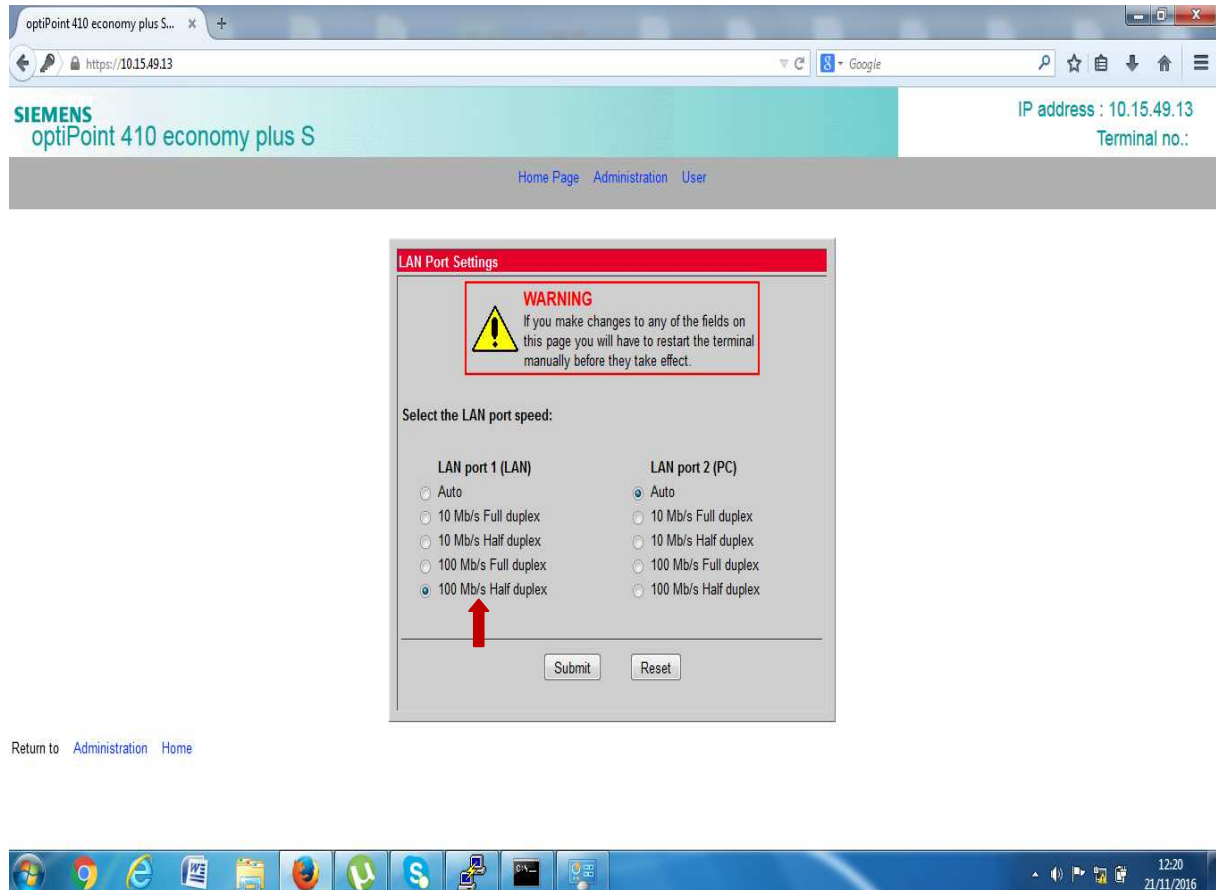 optiPoint 410 economy plus S...
https://10.15.49.13
Google
SIEMENS
optiPoint 410 economy plus S
IP address : 10.15.49.13
Terminal no.:
Home Page Administration User
LAN Port Settings
WARNING
If you make changes to any of the fields on
this page you will have to restart the terminal
manually before they take effect.
Select the LAN port speed:
LAN port 1 (LAN)
Auto
10 Mb/s Full duplex
10 Mb/s Half duplex
100 Mb/s Full duplex
100 Mb/s Half duplex
LAN port 2 (PC)
Auto
10 Mb/s Full duplex
10 Mb/s Half duplex
100 Mb/s Full duplex
100 Mb/s Half duplex
Submit Reset
Return to Administration Home
12:20
21/11/2016